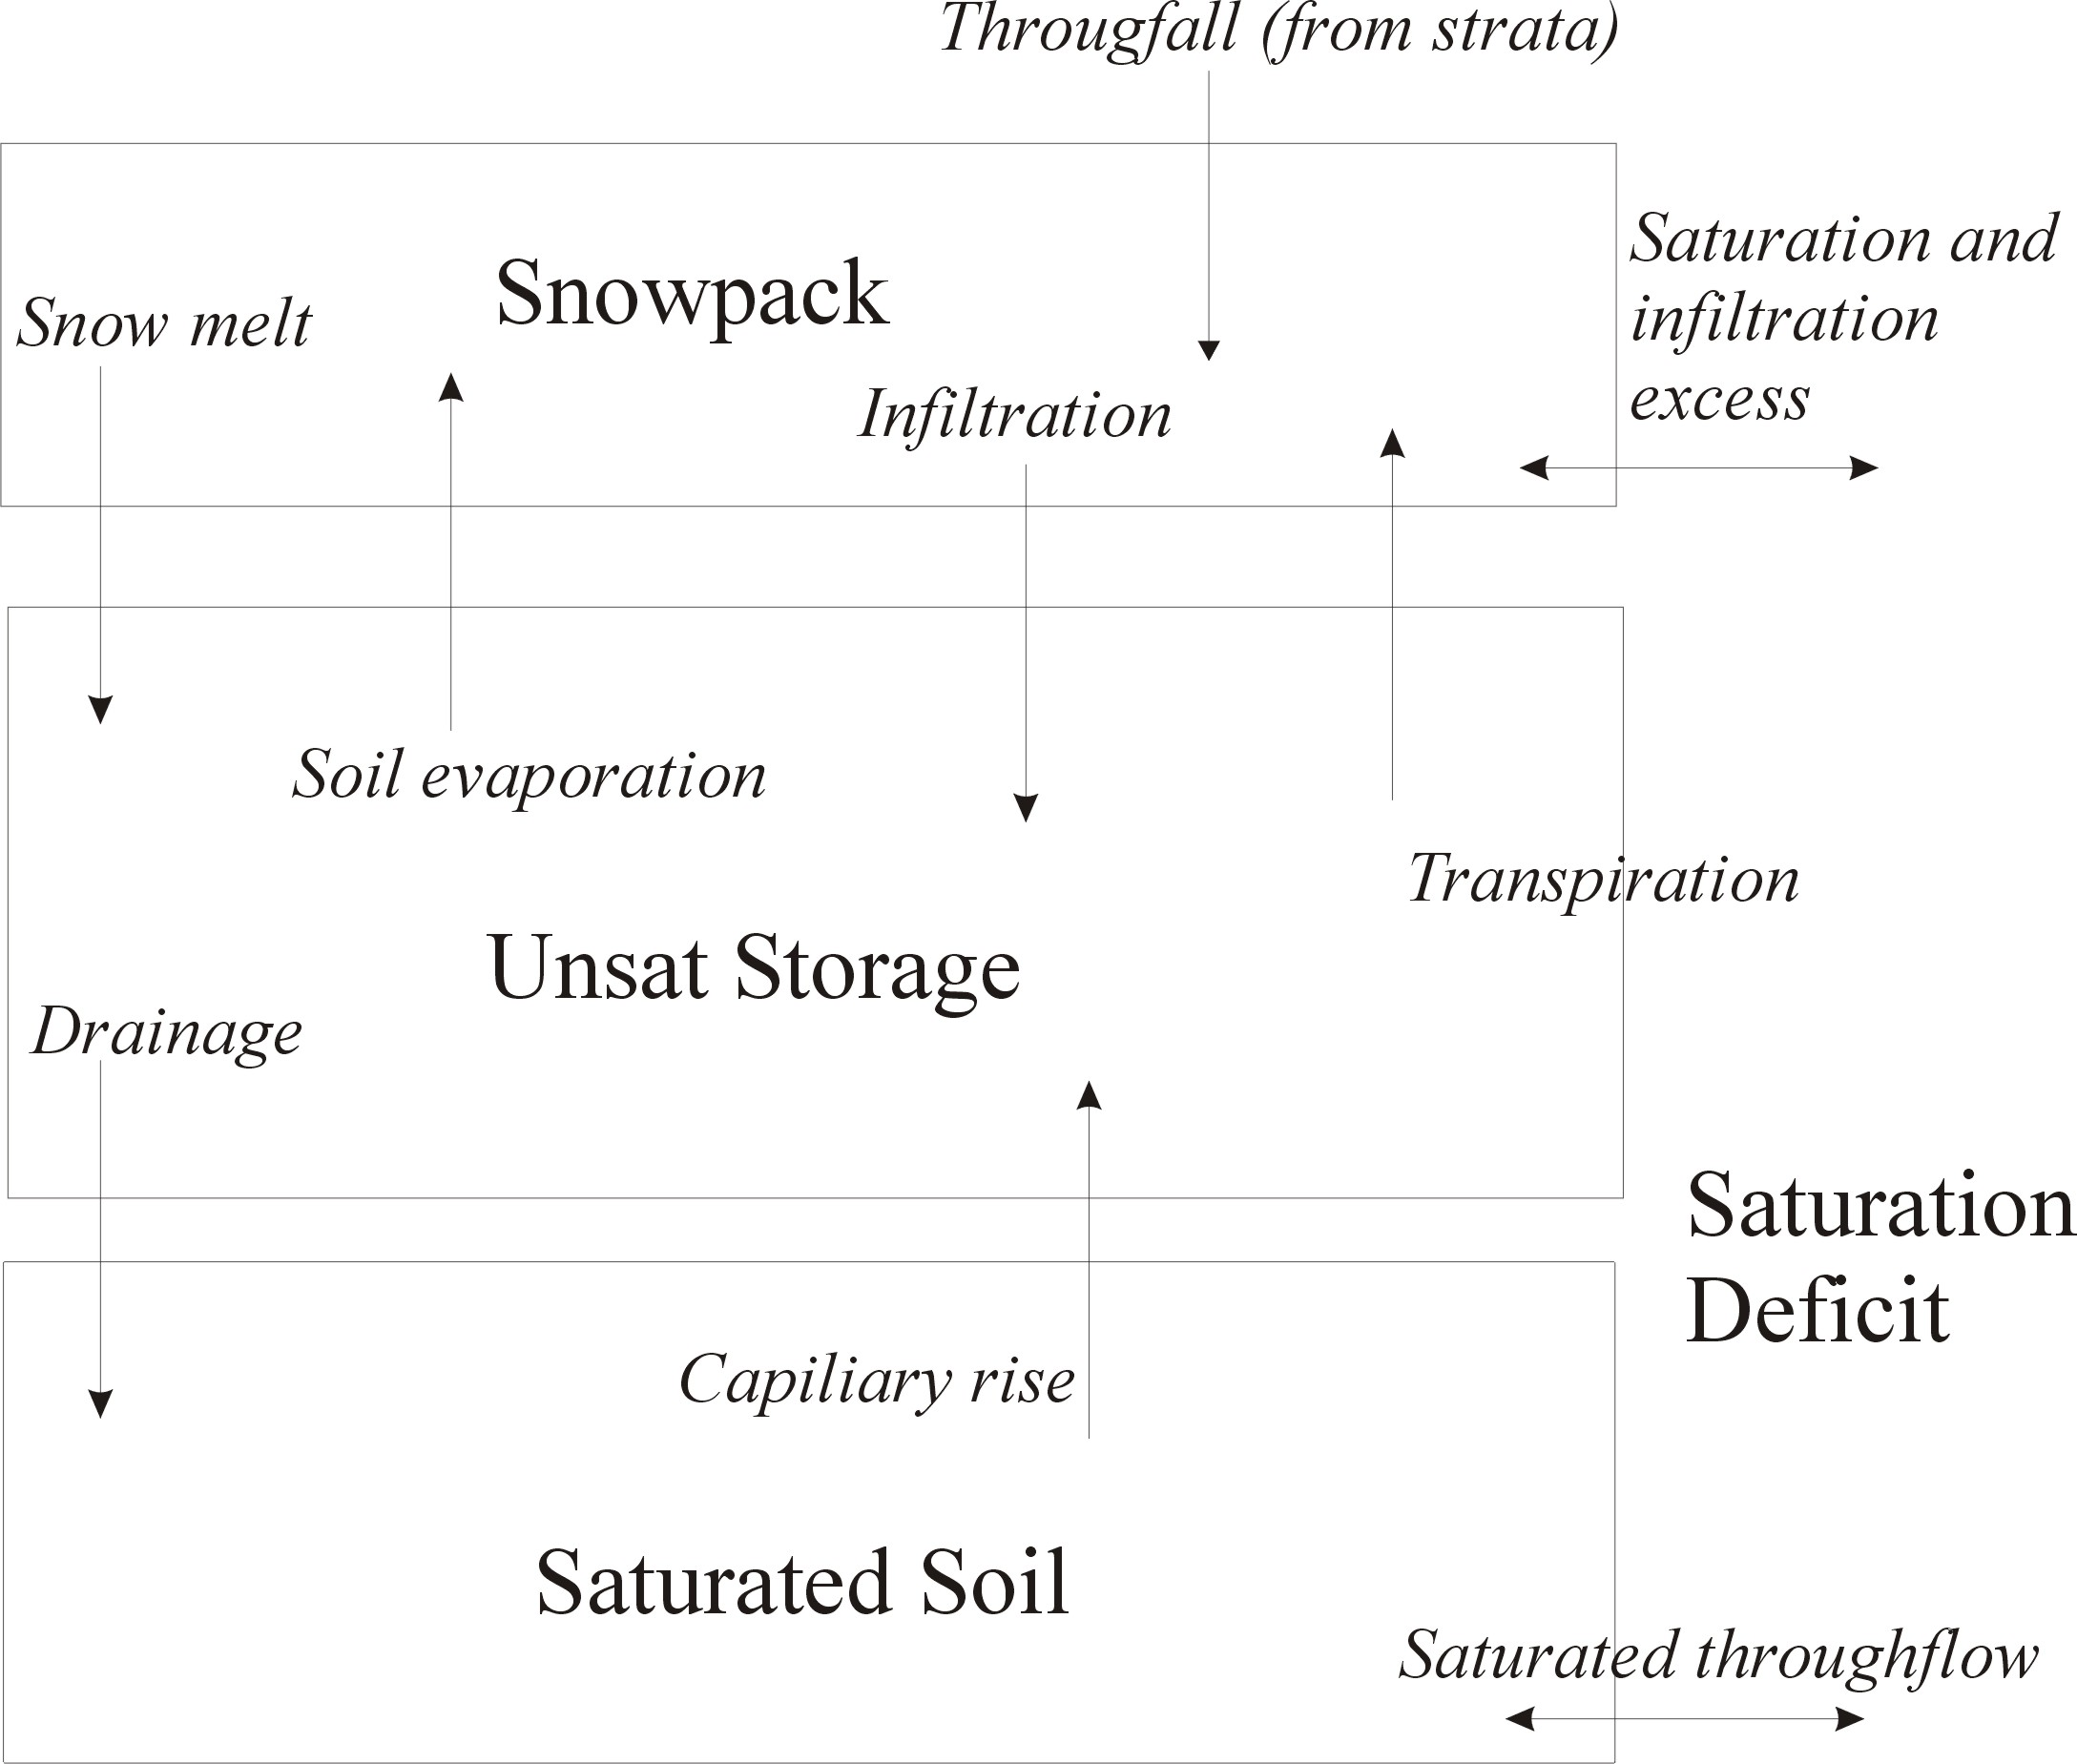 Througfall (from strata)
Saturation and
infiltration
excess
Snowpack
Snow melt
Infiltration
Soil evaporation
Transpiration
Unsat Storage
Drainage
Saturation
Deficit
Capiliary rise
Saturated Soil
Saturated throughflow